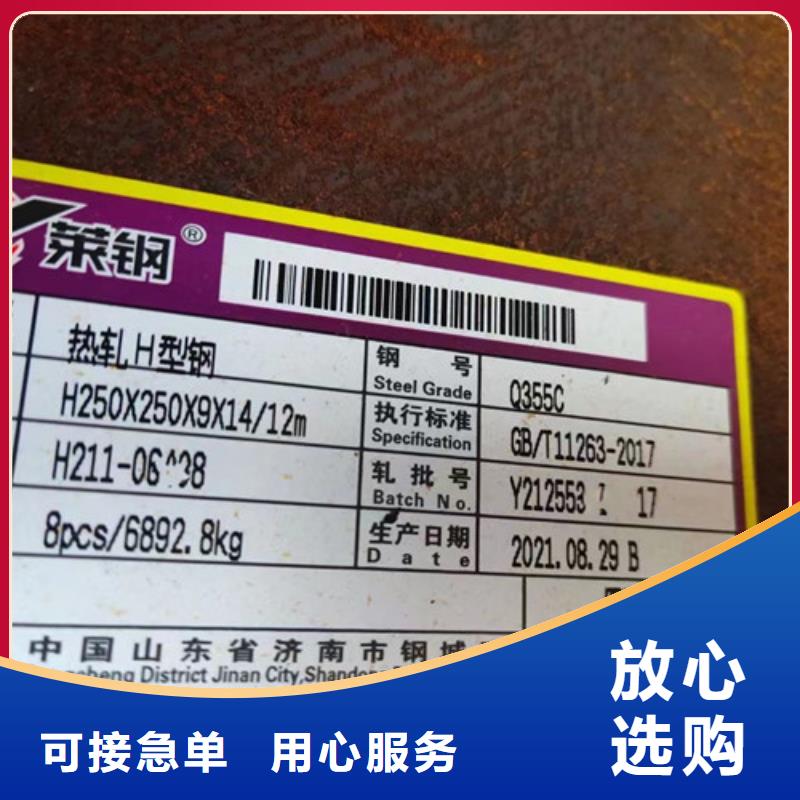 莱钢®
热轧H型钢
钢号
Steel Grade
Q355C
H250X250X9X14/12m
执行标准
Specification
GB/T11263-2017
轧批号
Batch No.
Y212553 17
8pcs/6892.8kg
生产日期
Date
2021.08.29 B
中国山东省济南市钢城
District Jinan City,
可接急单 用心服务
放心
选购